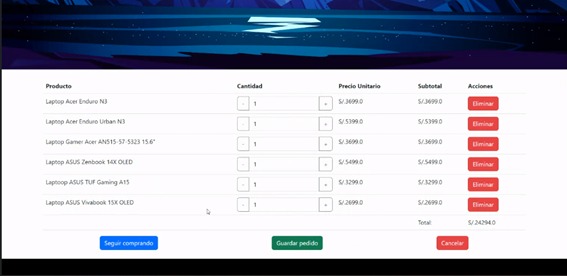 Producto Cantidad Precio Unitario Subtotal Acciones
Laptop Acer Enduro N3 - 1 + S/.3699.0 S/.3699.0 Eliminar
Laptop Acer Enduro Urban N3 - 1 + S/.5399.0 S/.5399.0 Eliminar
Laptop Gamer Acer AN515-57-5323 15.6" - 1 + S/.3699.0 S/.3699.0 Eliminar
Laptop ASUS Zenbook 14X OLED - 1 + S/.5499.0 S/.5499.0 Eliminar
Laptoop ASUS TUF Gaming A15 - 1 + S/.3299.0 S/.3299.0 Eliminar
Laptop ASUS Vivabook 15X OLED - 1 + S/.2699.0 S/.2699.0 Eliminar
Total: S/.24294.0
Seguir comprando Guardar pedido Cancelar